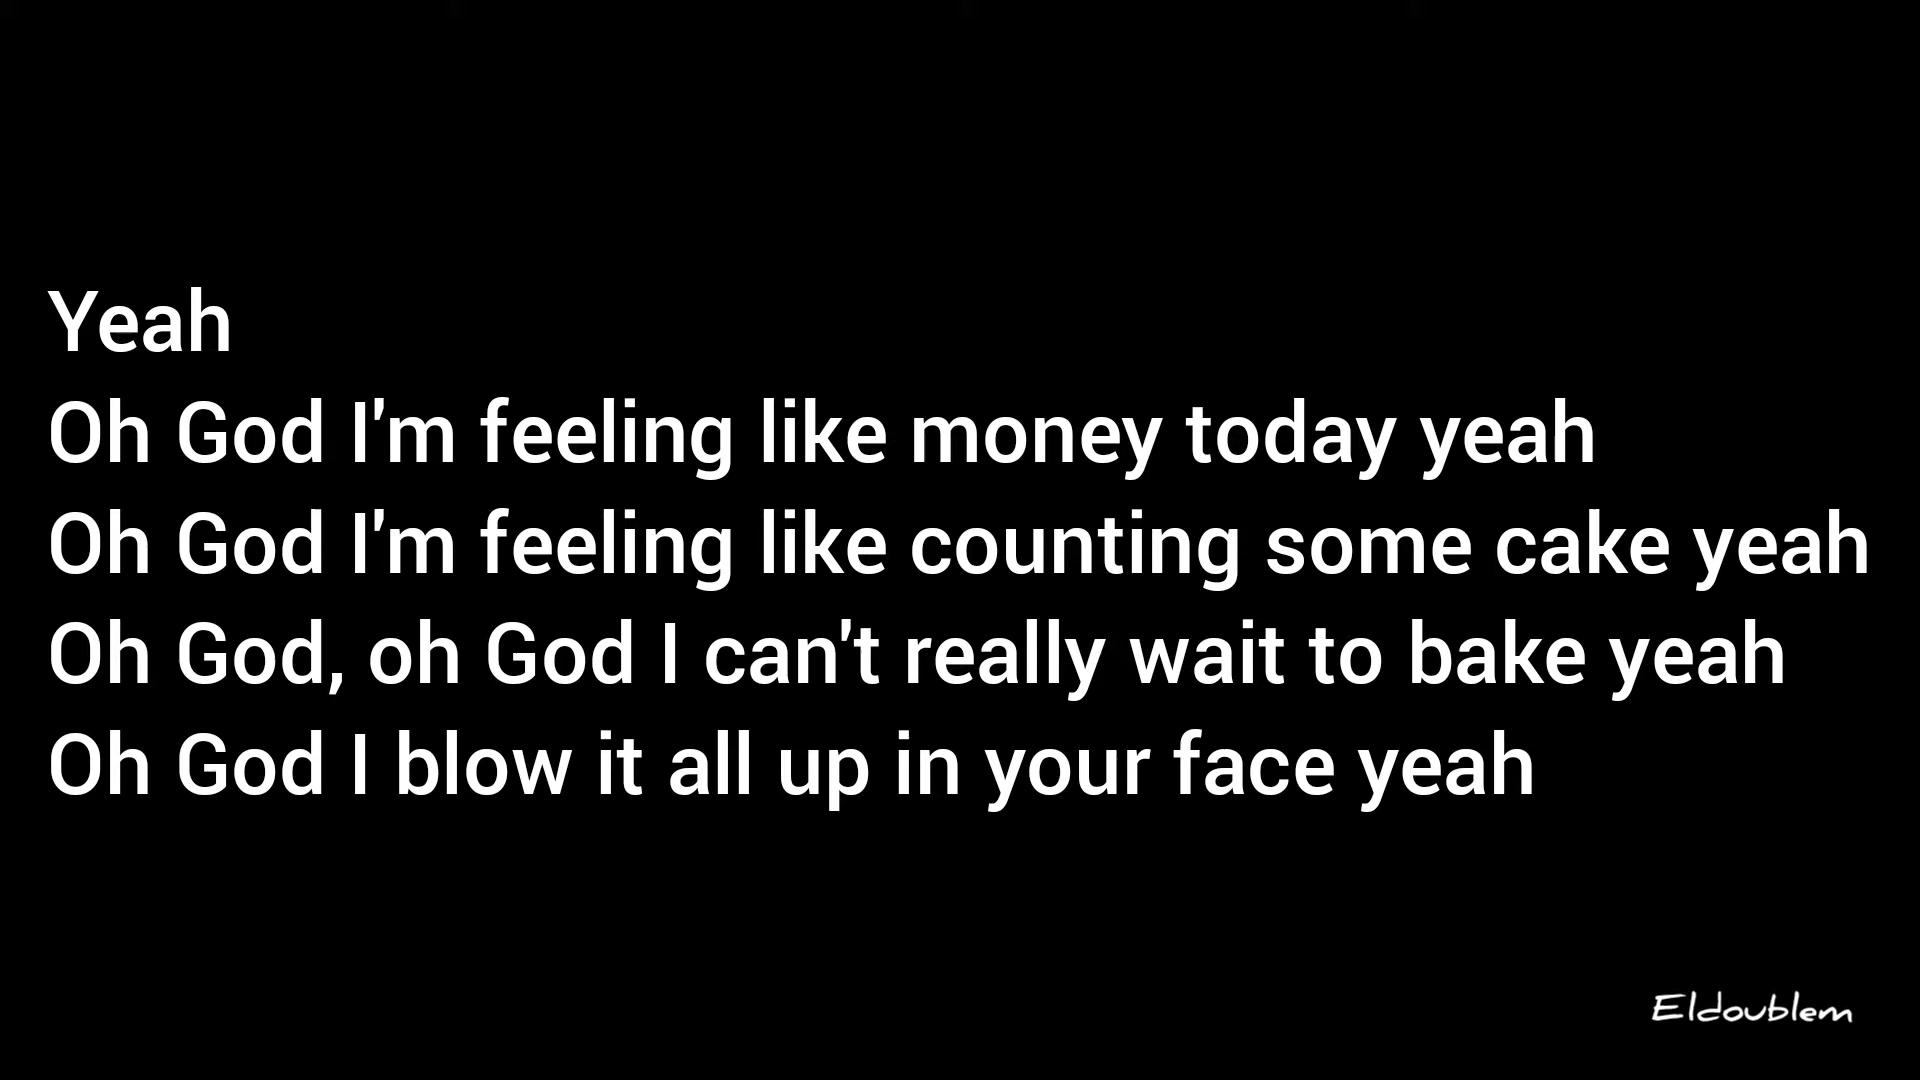 Yeah
Oh God I'm feeling like money today yeah
Oh God I'm feeling like counting some cake yeah
Oh God, oh God I can't really wait to bake yeah
Oh God I blow it all up in your face yeah
Eldoublem